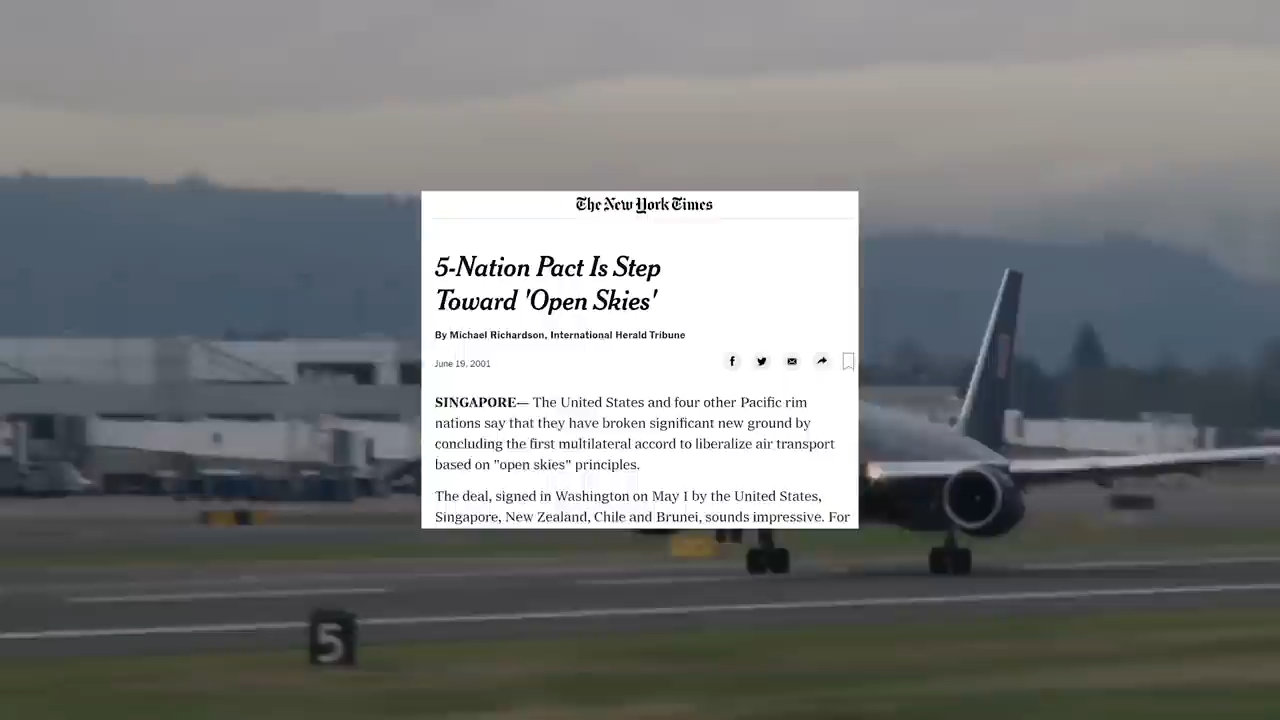 The New York Times
5-Nation Pact Is Step
Toward 'Open Skies'
By Michael Richardson, International Herald Tribune
June 19, 2001
SINGAPORE— The United States and four other Pacific rim
nations say that they have broken significant new ground by
concluding the first multilateral accord to liberalize air transport
based on "open skies" principles.
The deal, signed in Washington on May 1 by the United States,
Singapore, New Zealand, Chile and Brunei, sounds impressive. For
5